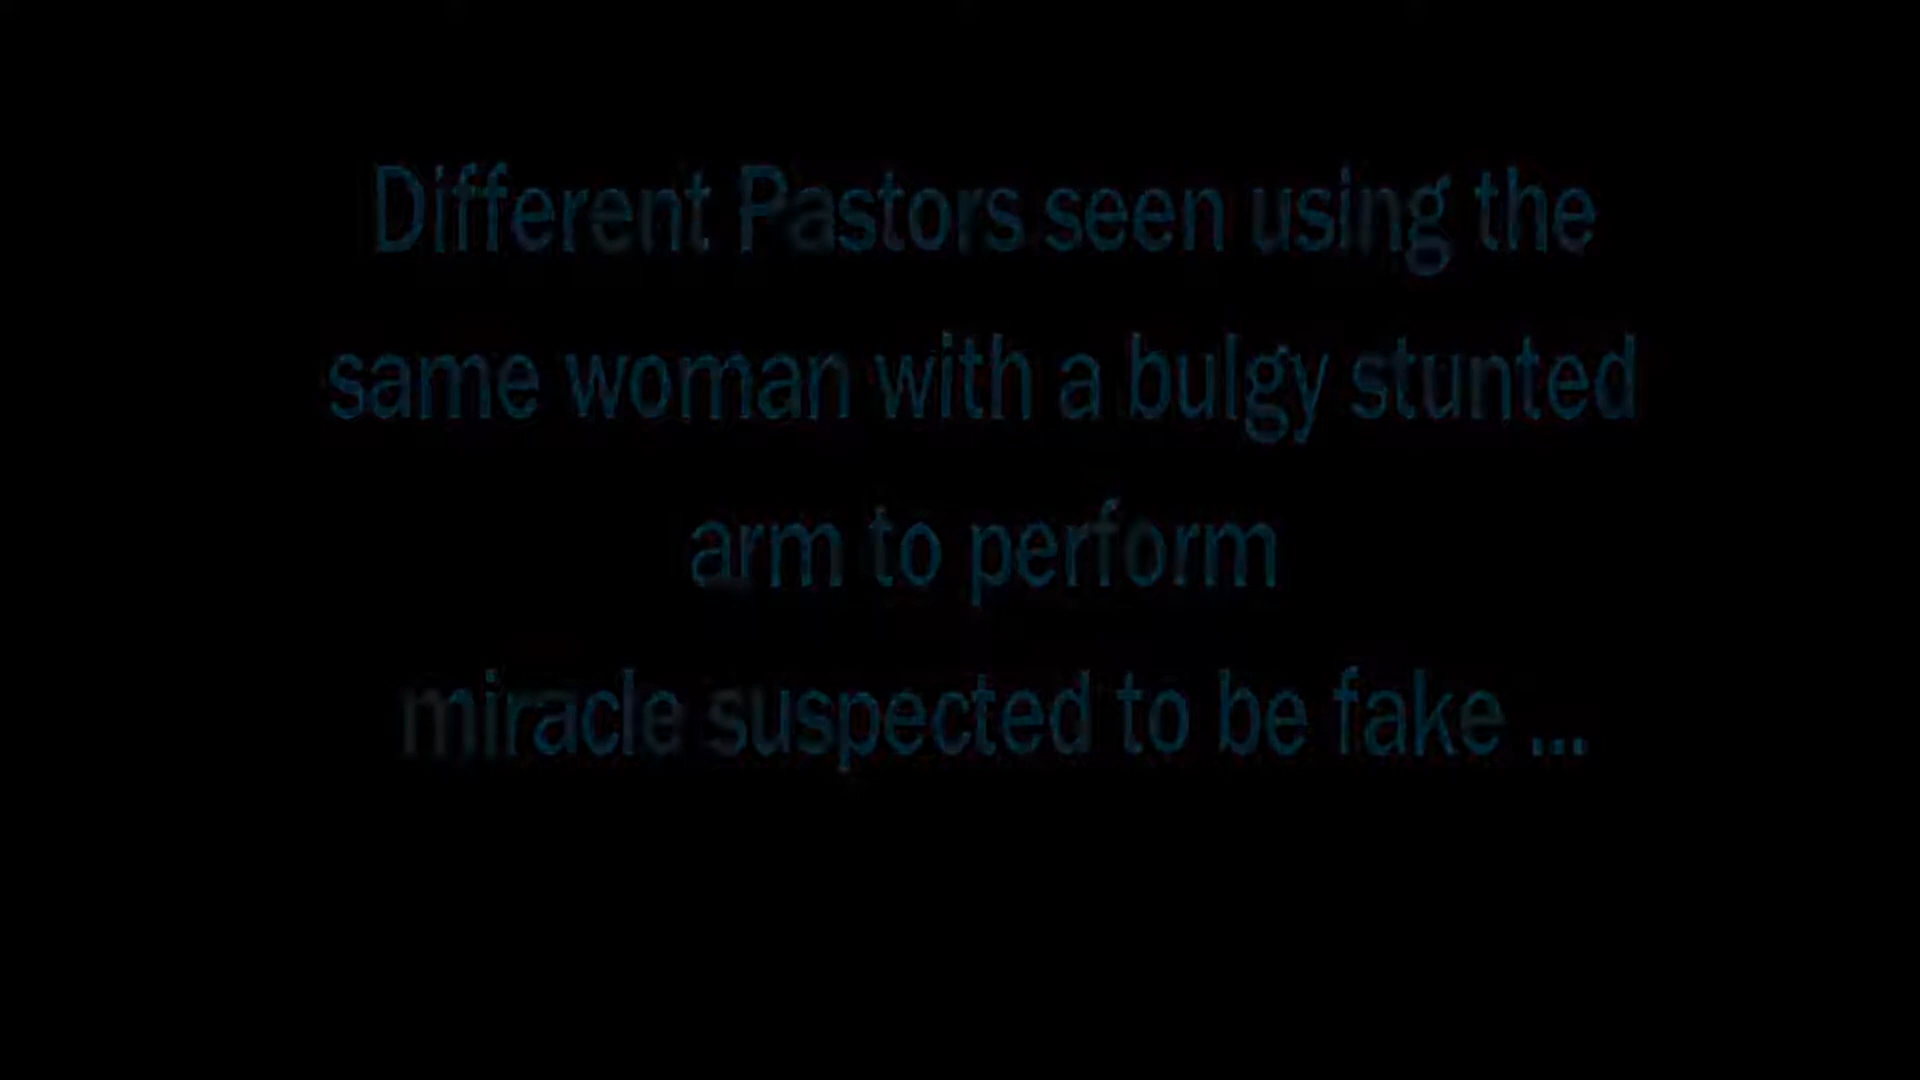 Different Pastors seen using the
same woman with a bulgy stunted
arm to perform
miracle suspected to be fake ...